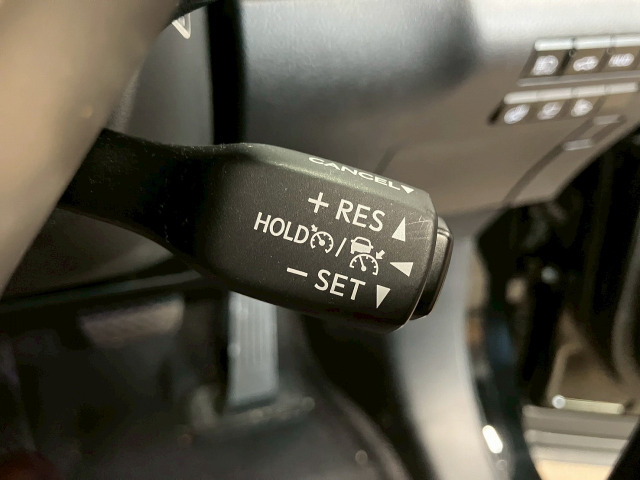 CANCEL
+ RES
HOLD /
− SET